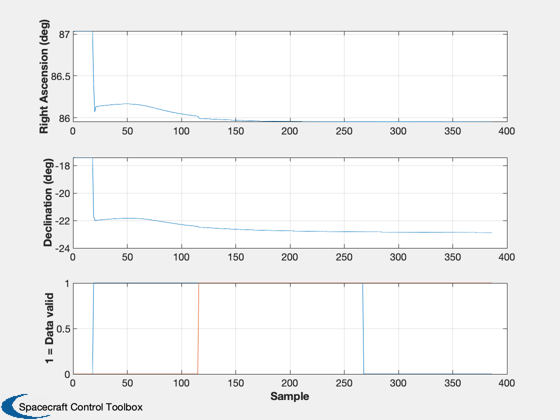 Right Ascension (deg)
87
86.5
86
0 50 100 150 200 250 300 350 400
Declination (deg)
-18
-20
-22
-24
0 50 100 150 200 250 300 350 400
1 = Data valid
1
0.5
0
0 50 100 150 200 250 300 350 400
Sample
Spacecraft Control Toolbox